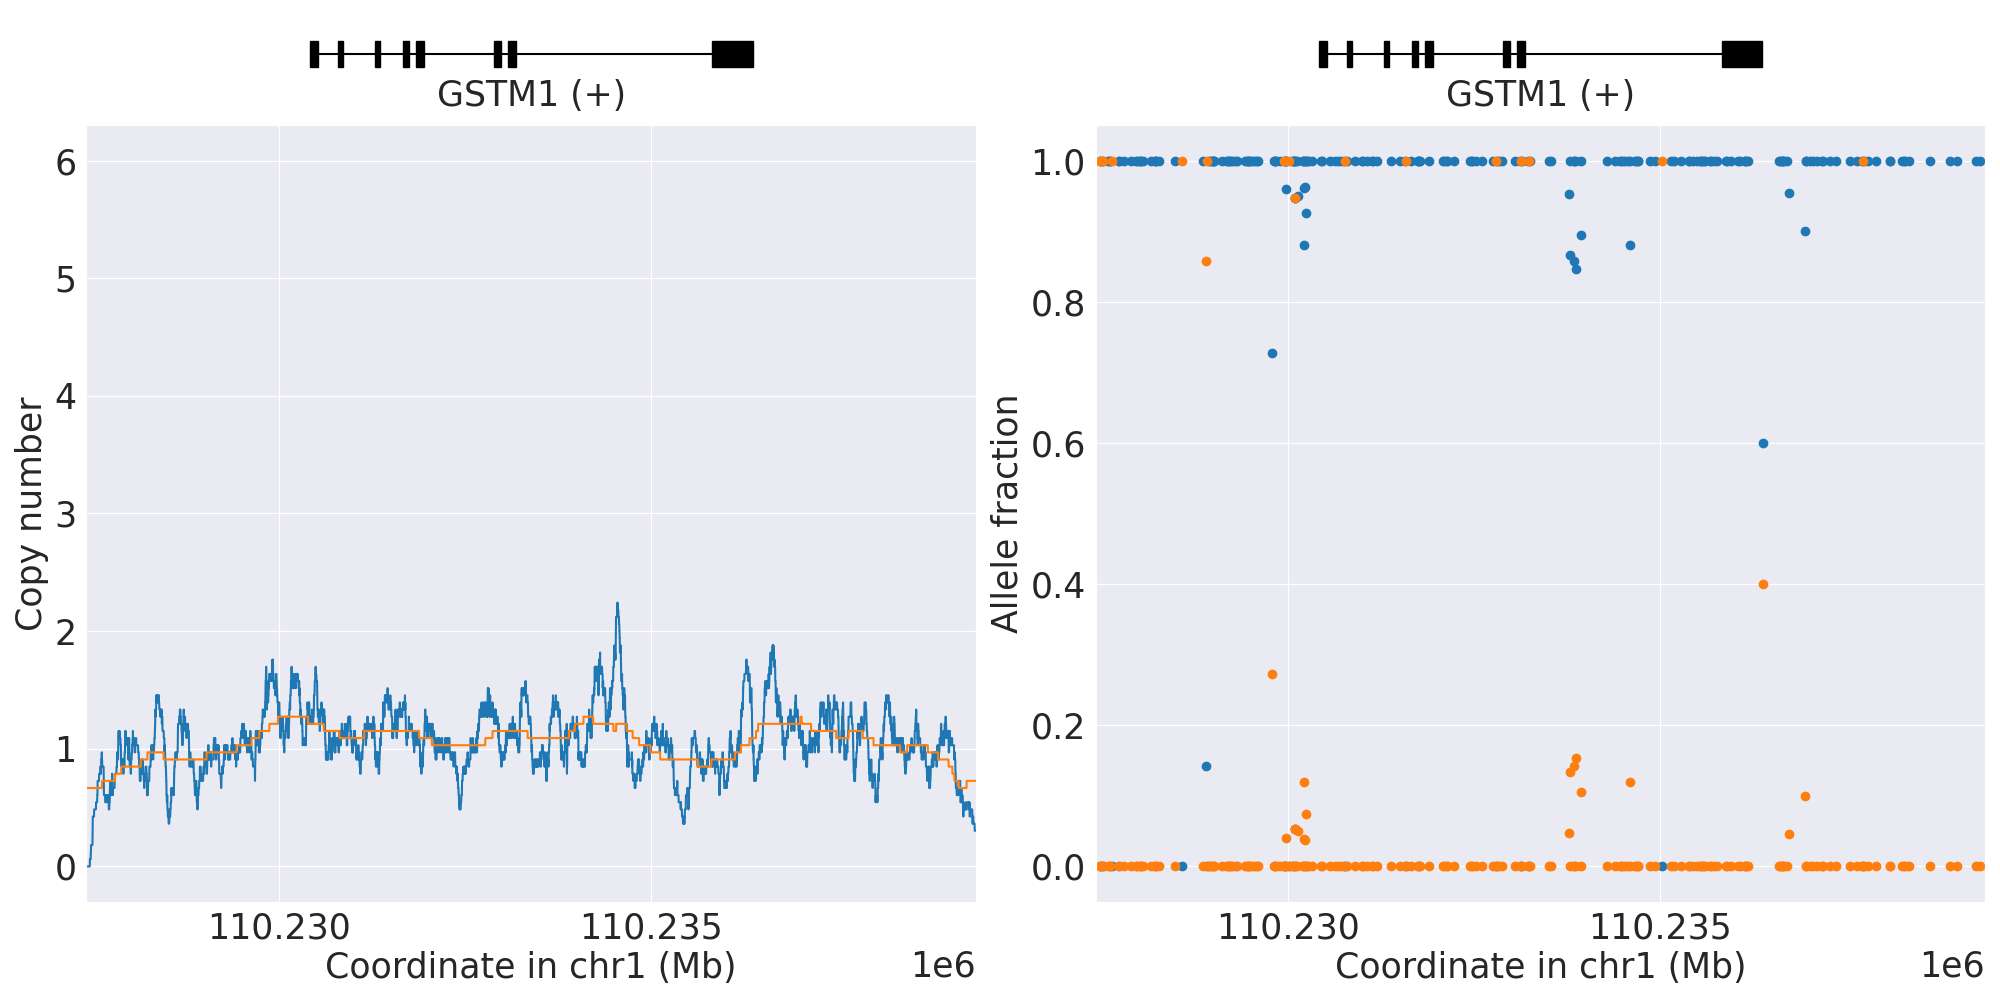 GSTM1 (+)
6
5
4
3
2
1
0
Copy number
110.230
110.235
Coordinate in chr1 (Mb)
1e6
GSTM1 (+)
1.0
0.8
0.6
0.4
0.2
0.0
Allele fraction
110.230
110.235
Coordinate in chr1 (Mb)
1e6